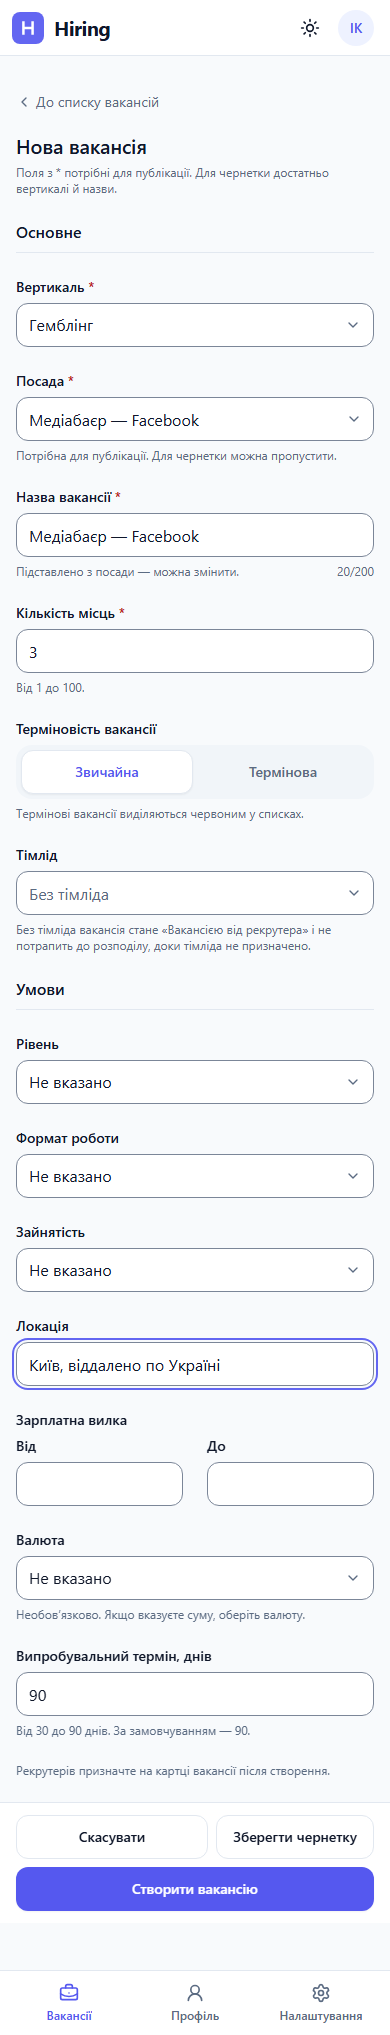 H Hiring
ІК
До списку вакансій
Нова вакансія
Поля з * потрібні для публікації. Для чернетки достатньо
вертикалі й назви.
Основне
Вертикаль *
Гемблінг
Посада *
Медіабаєр — Facebook
Потрібна для публікації. Для чернетки можна пропустити.
Назва вакансії *
Медіабаєр — Facebook
Підставлено з посади — можна змінити. 20/200
Кількість місць *
3
Від 1 до 100.
Терміновість вакансії
Звичайна Термінова
Термінові вакансії виділяються червоним у списках.
Тімлід
Без тімліда
Без тімліда вакансія стане «Вакансією від рекрутера» і не
потрапить до розподілу, доки тімліда не призначено.
Умови
Рівень
Не вказано
Формат роботи
Не вказано
Зайнятість
Не вказано
Локація
Київ, віддалено по Україні
Зарплатна вилка
Від До
Валюта
Не вказано
Необов'язково. Якщо вказуєте суму, оберіть валюту.
Випробувальний термін, днів
90
Від 30 до 90 днів. За замовчуванням — 90.
Рекрутерів призначте на картці вакансії після створення.
Скасувати Зберегти чернетку
Створити вакансію
Вакансії Профіль Налаштування